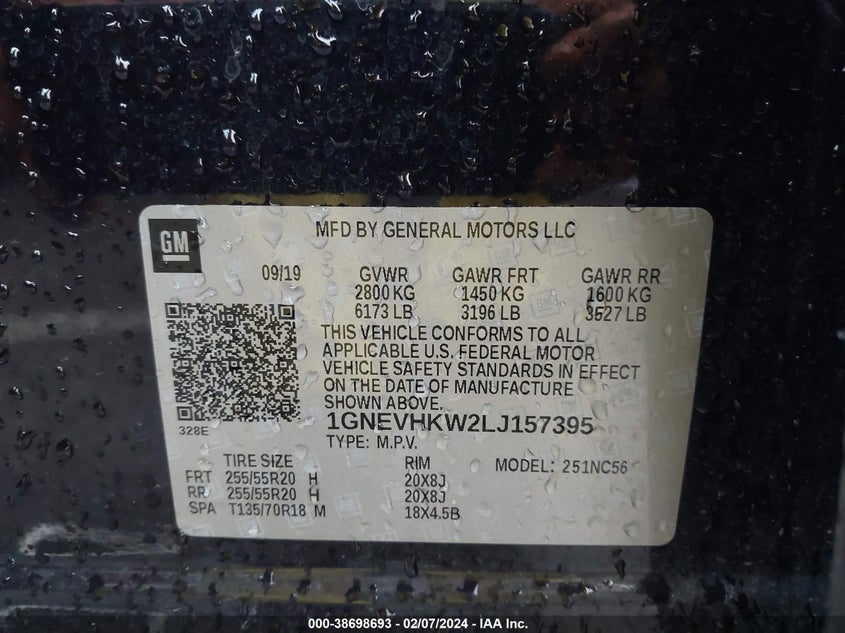 GM
MFD BY GENERAL MOTORS LLC
09/19 GVWR GAWR FRT GAWR RR
2800 KG 1450 KG 1600 KG
6173 LB 3196 LB 3527 LB
THIS VEHICLE CONFORMS TO ALL
APPLICABLE U.S. FEDERAL MOTOR
VEHICLE SAFETY STANDARDS IN EFFECT
ON THE DATE OF MANUFACTURE
SHOWN ABOVE.
328E
1GNEVHKW2LJ157395
TYPE: M.P.V.
TIRE SIZE RIM MODEL: 251NC56
FRT 255/55R20 H 20X8J
RR 255/55R20 H 20X8J
SPA T135/70R18 M 18X4.5B
000-38698693 - 02/07/2024 - IAA Inc.